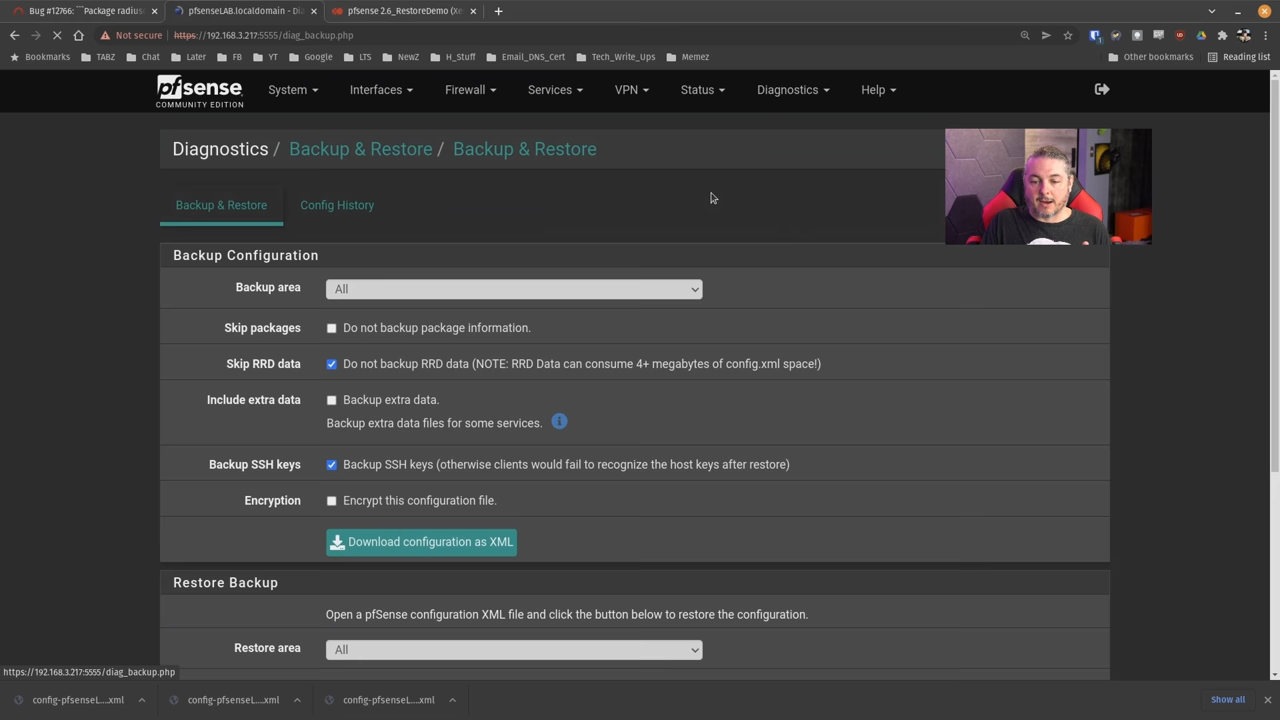 Bug #12766: ```Package radius
pfsenseLAB.localdomain - Dia
pfsense 2.6_RestoreDemo (Xe
Not secure
https://192.168.3.217:5555/diag_backup.php
Bookmarks
TABZ
Chat
Later
FB
YT
Google
LTS
NewZ
H_Stuff
Email_DNS_Cert
Tech_Write_Ups
Memez
Other bookmarks
Reading list
pfsense
COMMUNITY EDITION
System
Interfaces
Firewall
Services
VPN
Status
Diagnostics
Help
Diagnostics / Backup & Restore / Backup & Restore
Backup & Restore
Config History
Backup Configuration
Backup area
All
Skip packages
Do not backup package information.
Skip RRD data
Do not backup RRD data (NOTE: RRD Data can consume 4+ megabytes of config.xml space!)
Include extra data
Backup extra data.
Backup extra data files for some services.
Backup SSH keys
Backup SSH keys (otherwise clients would fail to recognize the host keys after restore)
Encryption
Encrypt this configuration file.
Download configuration as XML
Restore Backup
Open a pfSense configuration XML file and click the button below to restore the configuration.
Restore area
All
https://192.168.3.217:5555/diag_backup.php
config-pfsenseL....xml
config-pfsenseL....xml
config-pfsenseL....xml
Show all